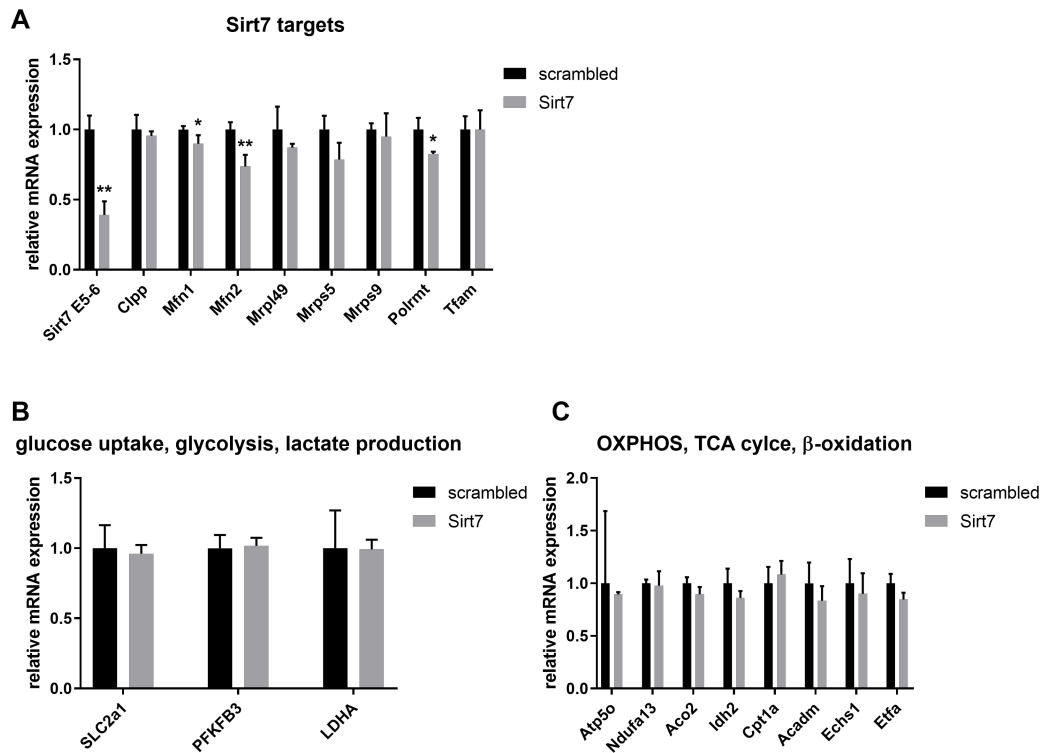 A
Sirt7 targets
relative mRNA expression
1.5
1.0
0.5
0.0
scrambled
Sirt7
**
*
**
*
Sirt7 E5-6
Clpp
Mfn1
Mfn2
Mrpl49
Mrps5
Mrps9
Polrmt
Tfam
B
glucose uptake, glycolysis, lactate production
relative mRNA expression
1.5
1.0
0.5
0.0
scrambled
Sirt7
SLC2a1
PFKFB3
LDHA
C
OXPHOS, TCA cylce, β-oxidation
relative mRNA expression
2.0
1.5
1.0
0.5
0.0
scrambled
Sirt7
Atp5o
Ndufa13
Aco2
Idh2
Cpt1a
Acadm
Echs1
Etfa